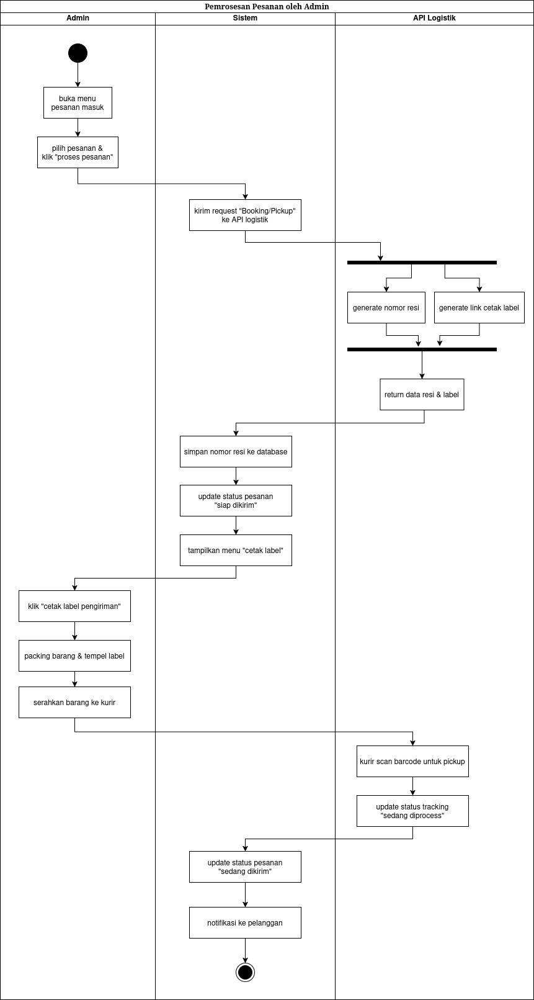 Pemrosesan Pesanan oleh Admin
Admin
Sistem
API Logistik
buka menu
pesanan masuk
pilih pesanan &
klik "proses pesanan"
kirim request "Booking/Pickup"
ke API logistik
generate nomor resi
generate link cetak label
return data resi & label
simpan nomor resi ke database
update status pesanan
"siap dikirim"
tampilkan menu "cetak label"
klik "cetak label pengiriman"
packing barang & tempel label
serahkan barang ke kurir
kurir scan barcode untuk pickup
update status tracking
"sedang diprocess"
update status pesanan
"sedang dikirim"
notifikasi ke pelanggan